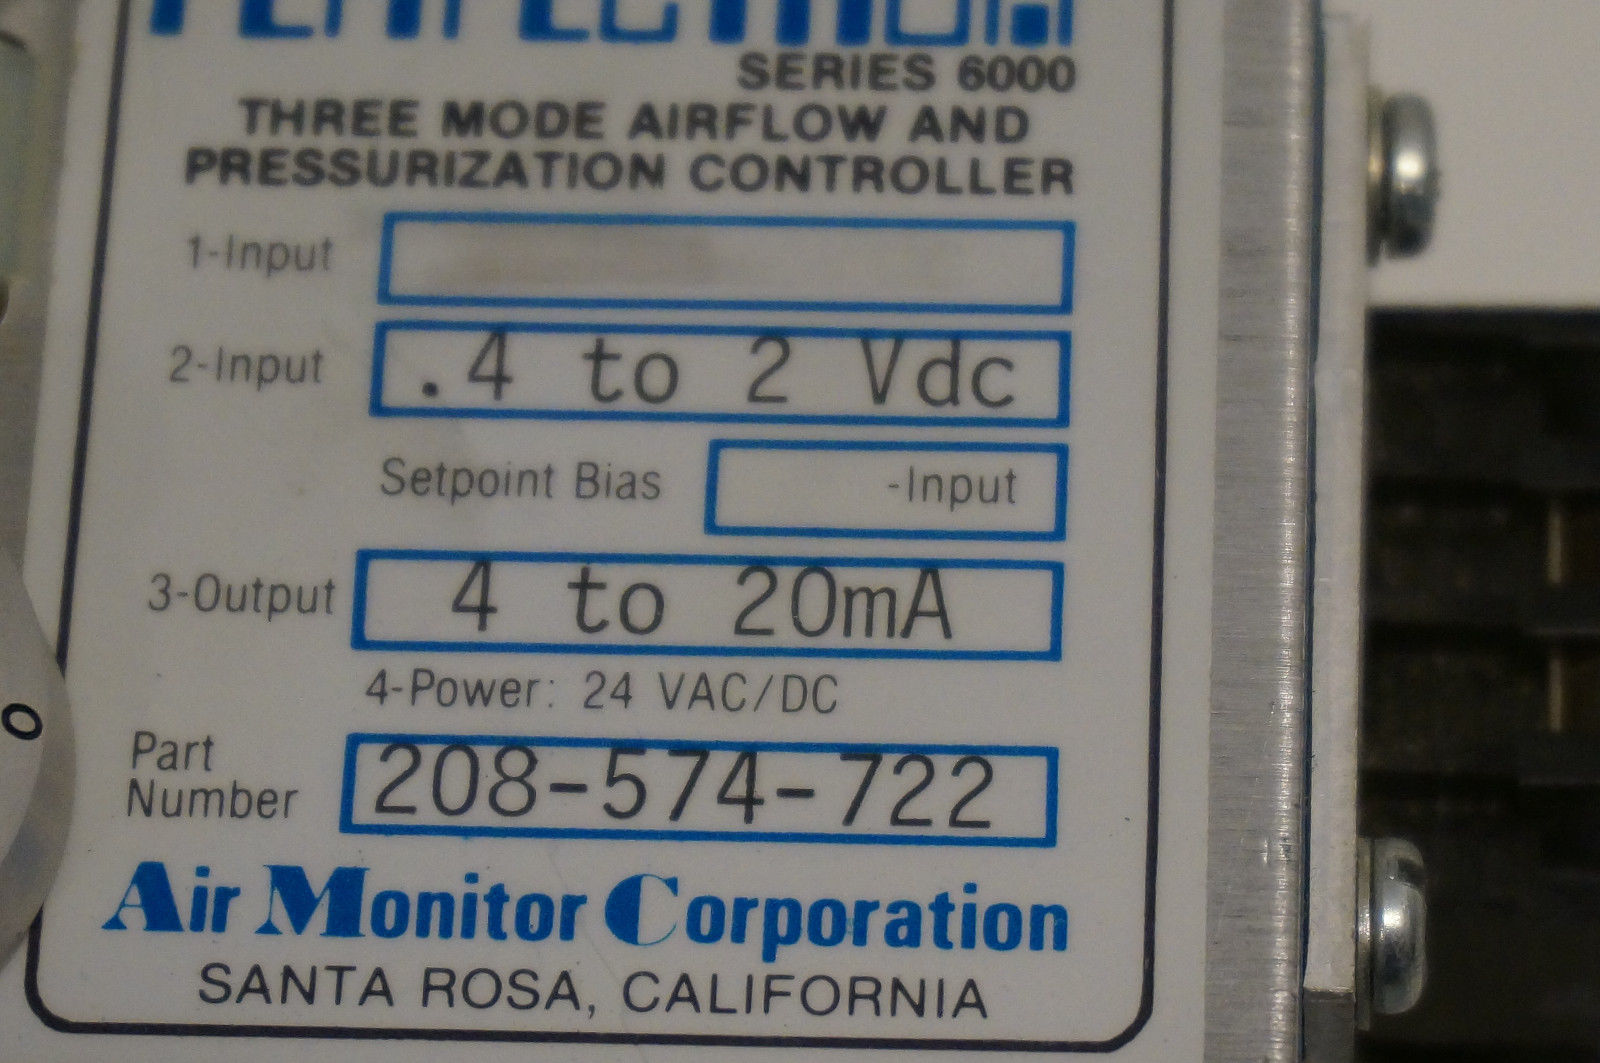 SERIES 6000
THREE MODE AIRFLOW AND
PRESSURIZATION CONTROLLER
1-Input
2-Input .4 to 2 Vdc
Setpoint Bias -Input
3-Output 4 to 20mA
4-Power: 24 VAC/DC
Part
Number 208-574-722
Air Monitor Corporation
SANTA ROSA, CALIFORNIA
0